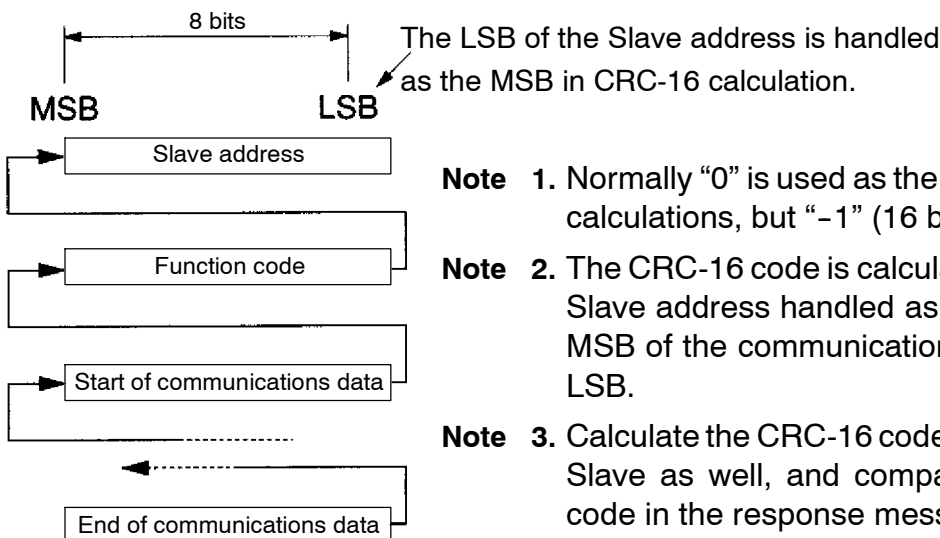 8 bits
The LSB of the Slave address is handled
as the MSB in CRC-16 calculation.
MSB
LSB
Slave address
Function code
Start of communications data
End of communications data
Note 1. Normally “0” is used as the
calculations, but “−1” (16 b
Note 2. The CRC-16 code is calcul
Slave address handled as
MSB of the communication
LSB.
Note 3. Calculate the CRC-16 code
Slave as well, and compa
code in the response mess